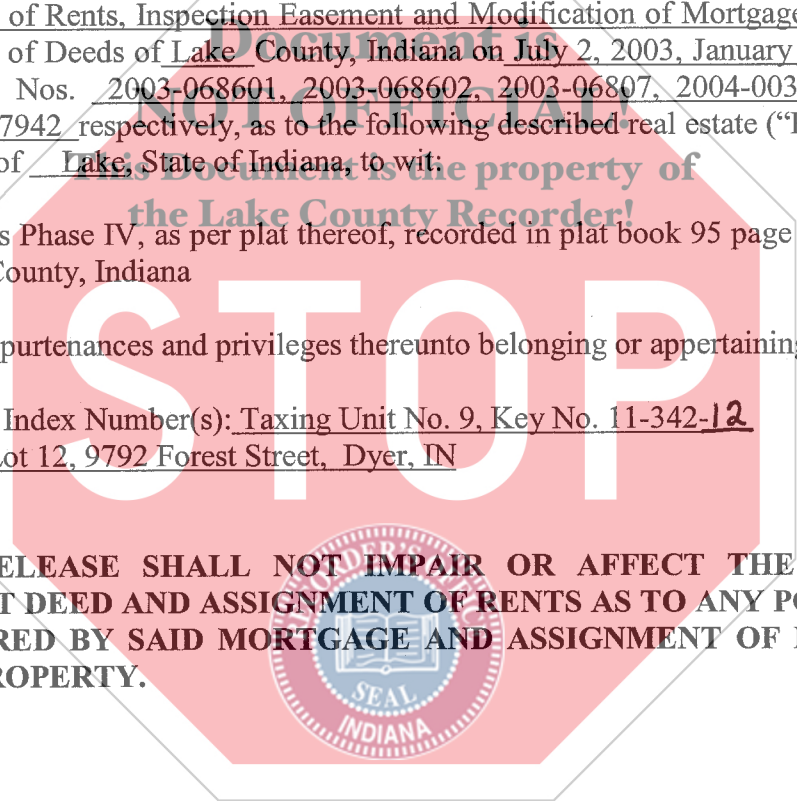 of Rents, Inspection Easement and Modification of Mortgage
of Deeds of Lake County, Indiana on July 2, 2003, January
Nos. 2003-068601, 2003-068602, 2003-06807, 2004-003
7942 respectively, as to the following described real estate ("
of Lake, State of Indiana, to wit:
Document is
NOT OFFICIAL!
This Document is the property of
the Lake County Recorder!
s Phase IV, as per plat thereof, recorded in plat book 95 page
County, Indiana
purtenances and privileges thereunto belonging or appertaining
Index Number(s): Taxing Unit No. 9, Key No. 11-342-12
Lot 12, 9792 Forest Street, Dyer, IN
STOP
ELEASE SHALL NOT IMPAIR OR AFFECT THE
T DEED AND ASSIGNMENT OF RENTS AS TO ANY PO
RED BY SAID MORTGAGE AND ASSIGNMENT OF
ROPERTY.
RECORDER'S OFFICE
SEAL
INDIANA